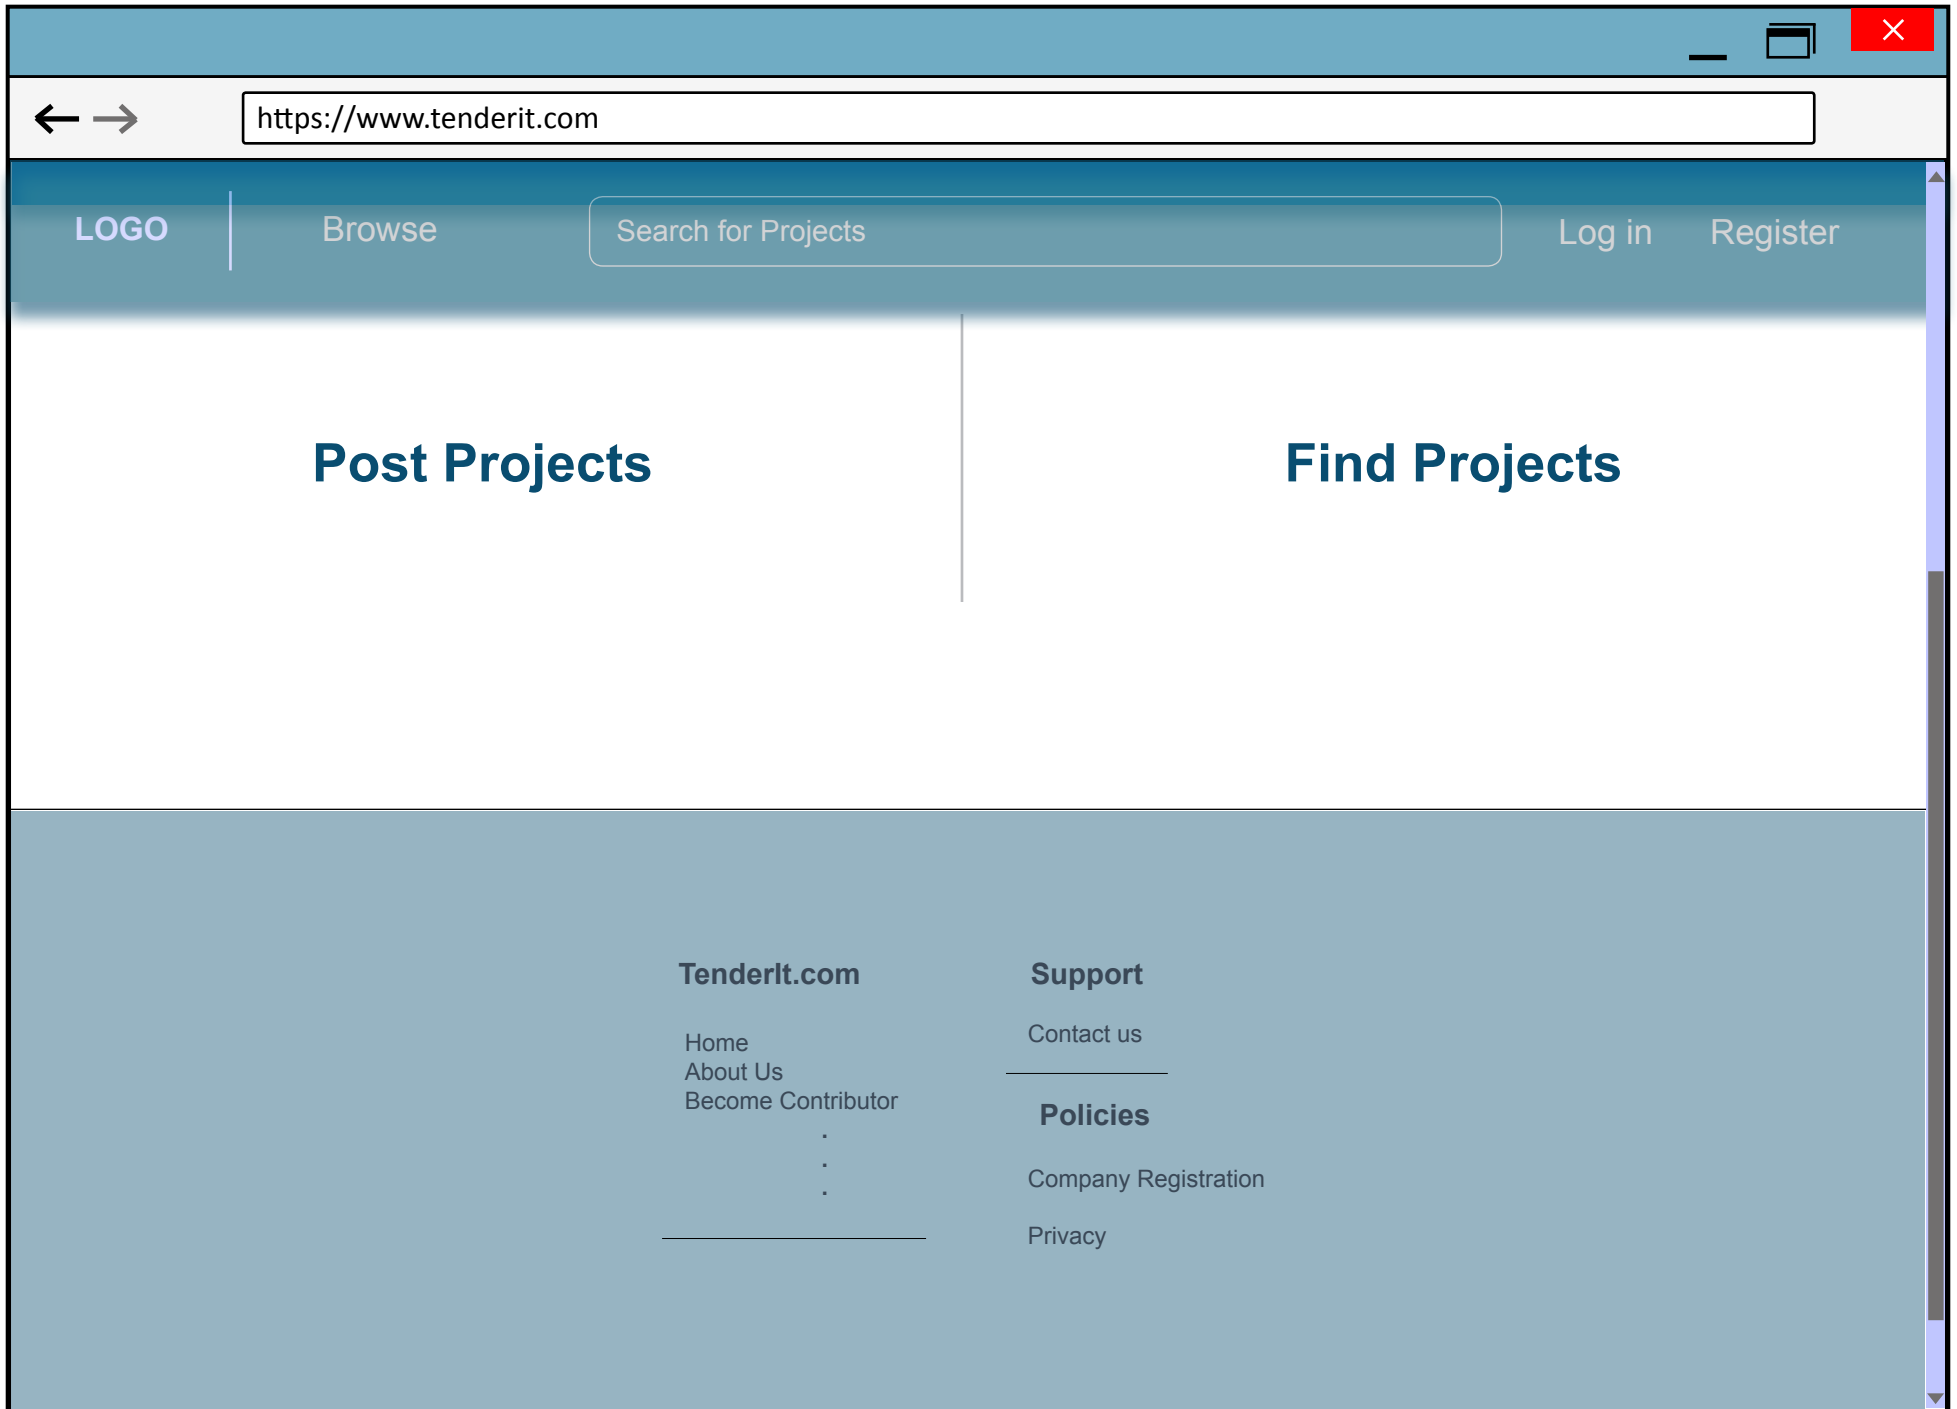 https://www.tenderit.com
LOGO
Browse
Search for Projects
Log in
Register
Post Projects
Find Projects
TenderIt.com
Home
About Us
Become Contributor
.
.
.
Support
Contact us
Policies
Company Registration
Privacy